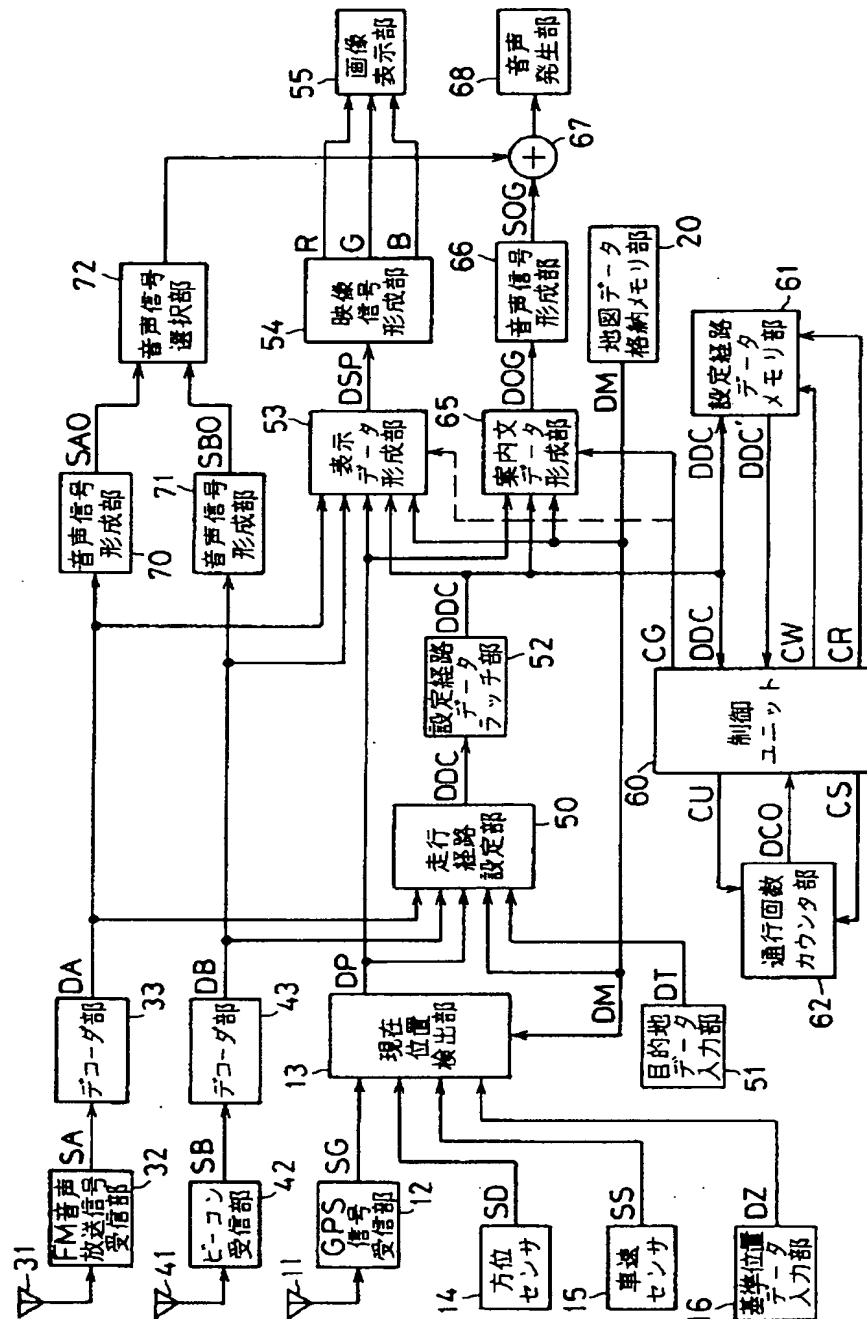 31
FM音声
放送信号
受信部
32
SA
デコーダ部
33
DA
41
ビーコン
受信部
42
SB
デコーダ部
43
DB
11
GPS
信号
受信部
12
SG
14
方位
センサ
SD
15
車速
センサ
SS
16
基準位置
データ
入力部
DZ
13
現在
位置
検出部
DP
DM
目的地
データ
入力部
51
DT
走行
経路
設定部
50
DDC
設定経路
データ
ラッチ部
52
DDC
音声信号
形成部
70
SAO
音声信号
形成部
71
SBO
72
音声信号
選択部
53
表示
データ
形成部
DSP
54
映像
信号
形成部
R
G
B
55
画像
表示部
65
案内文
データ
形成部
DOG
66
音声信号
形成部
SOG
67
68
音声
発生部
地図データ
格納メモリ部
20
DM
60
制御
ユニット
CG
DDC
CW
CR
CU
DCO
CS
通行回数
カウンタ部
62
DDC
DDC'
設定経路
データ
メモリ部
61